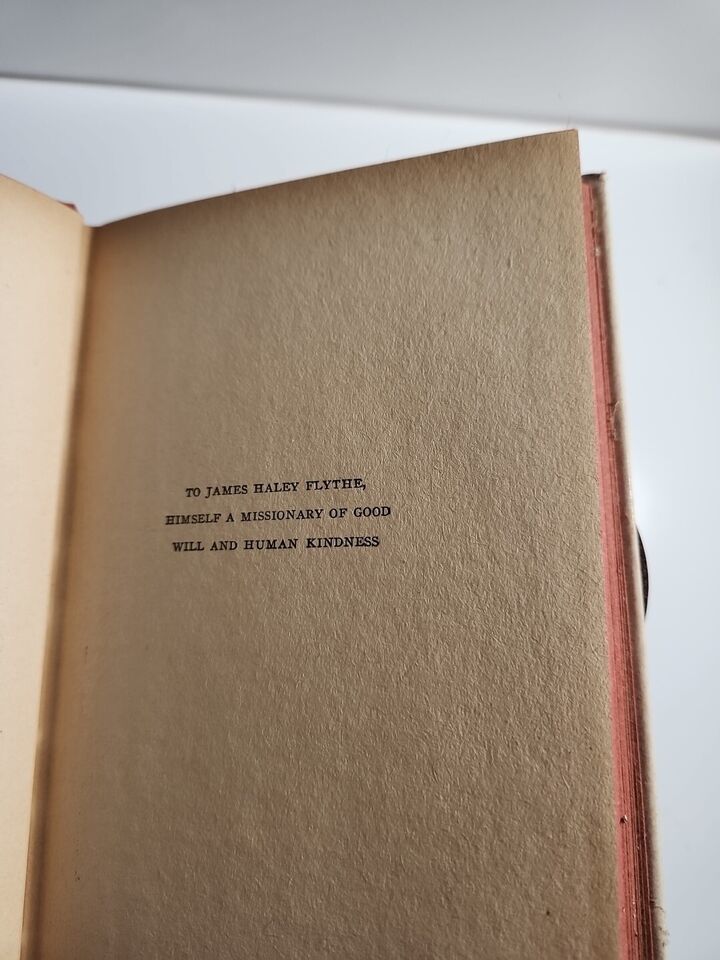 TO JAMES HALEY FLYTHE,
HIMSELF A MISSIONARY OF GOOD
WILL AND HUMAN KINDNESS